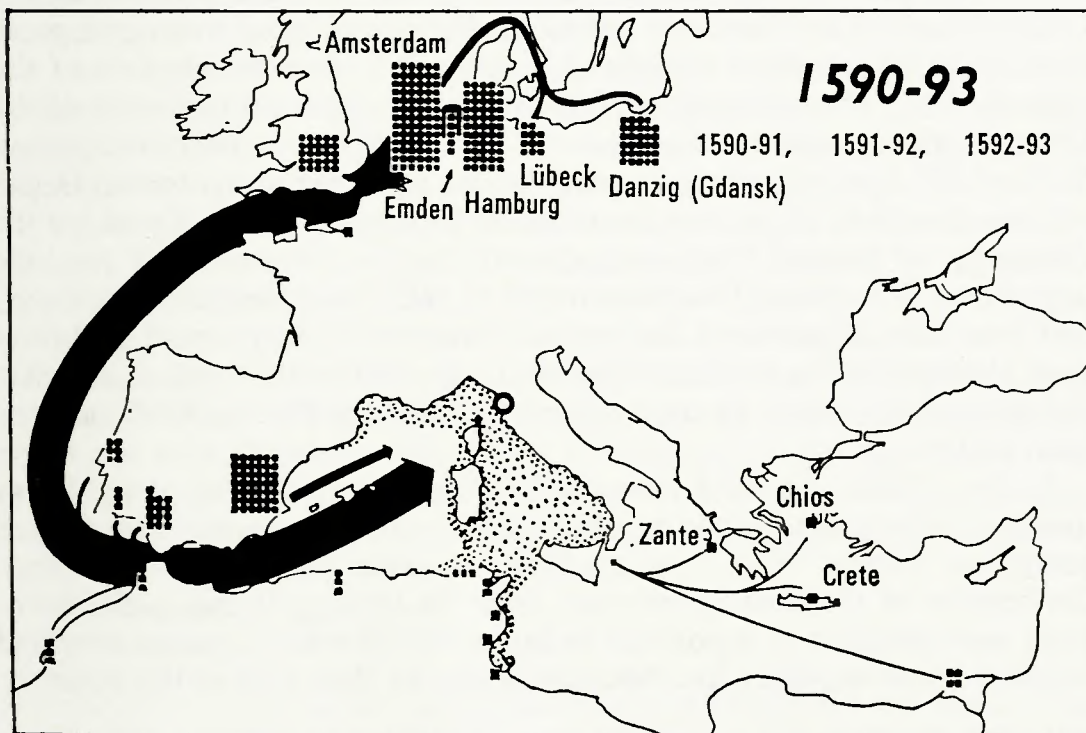 Amsterdam
1590-93
1590-91, 1591-92, 1592-93
Lübeck
Danzig (Gdansk)
Emden
Hamburg
Chios
Zante
Crete